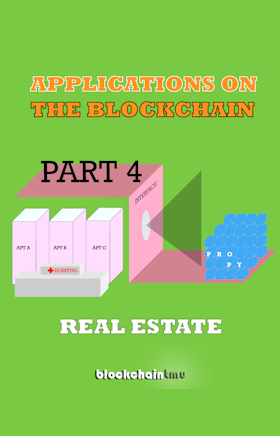 APPLICATIONS ON
THE BLOCKCHAIN
PART 4
INTERFACE
APT A
APT B
APT C
HOSPITAL
P R O
P Y
REAL ESTATE
blockchaintmu